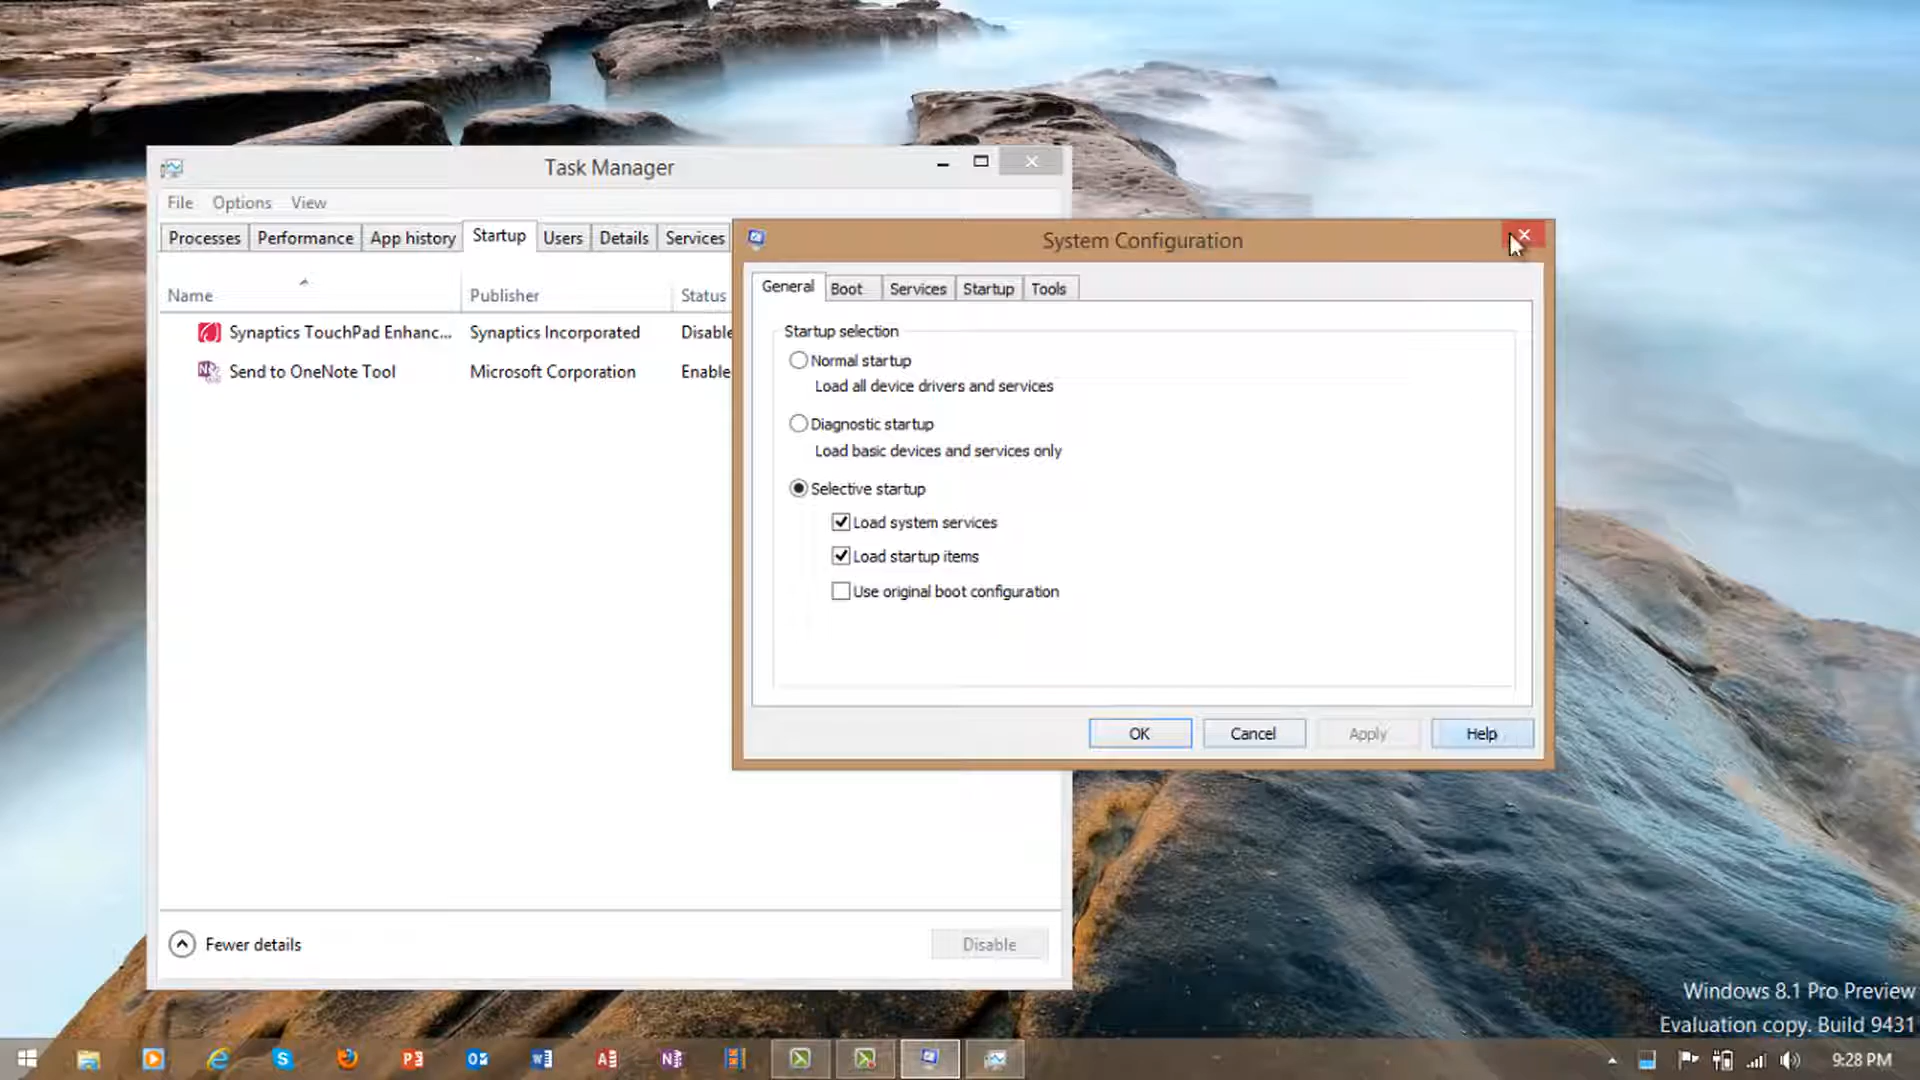 Task Manager
File Options View
Processes Performance App history Startup Users Details Services
Name Publisher Status
Synaptics TouchPad Enhanc... Synaptics Incorporated Disable
Send to OneNote Tool Microsoft Corporation Enable
Fewer details
Disable
System Configuration
General Boot Services Startup Tools
Startup selection
Normal startup
Load all device drivers and services
Diagnostic startup
Load basic devices and services only
Selective startup
Load system services
Load startup items
Use original boot configuration
OK Cancel Apply Help
Windows 8.1 Pro Preview
Evaluation copy. Build 9431
9:28 PM